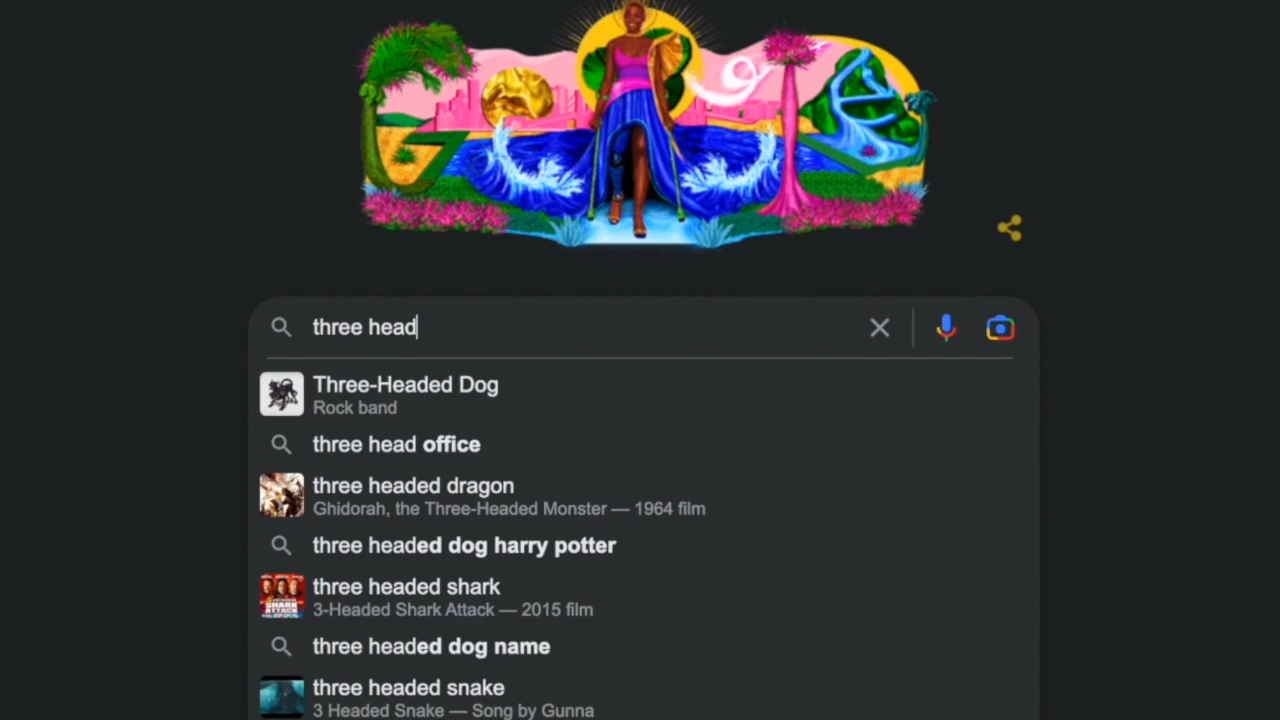 three head
Three-Headed Dog
Rock band
three head office
three headed dragon
Ghidorah, the Three-Headed Monster — 1964 film
three headed dog harry potter
SHARK
ATTACK
three headed shark
3-Headed Shark Attack — 2015 film
three headed dog name
three headed snake
3 Headed Snake — Song by Gunna